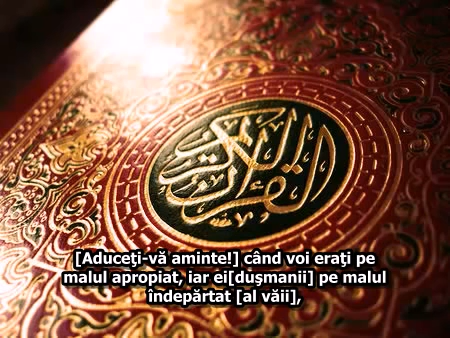 القرآن الكريم
[Aduceţi-vă aminte!] când voi eraţi pe
malul apropiat, iar ei[duşmanii] pe malul
îndepărtat [al văii],